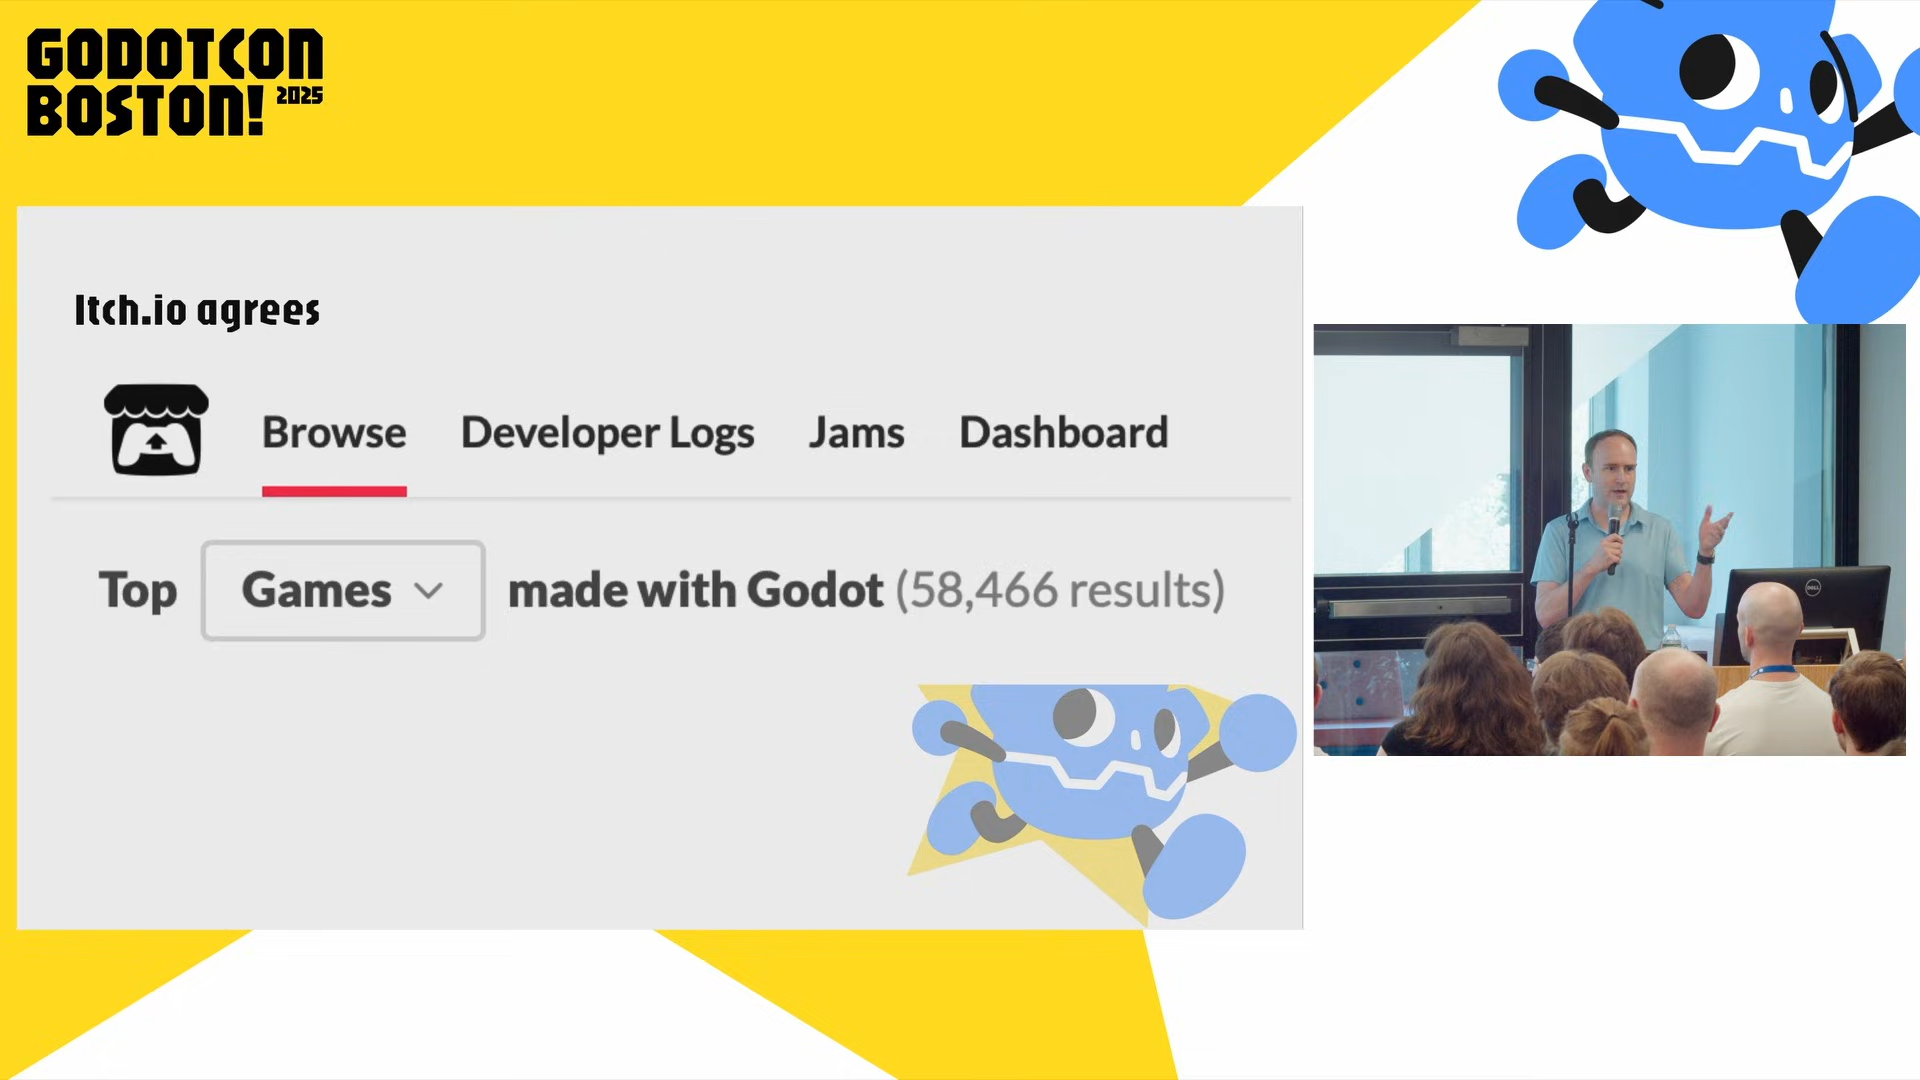 GODOTCON
BOSTON! 2025
Itch.io agrees
Browse Developer Logs Jams Dashboard
Top Games made with Godot (58,466 results)
DELL